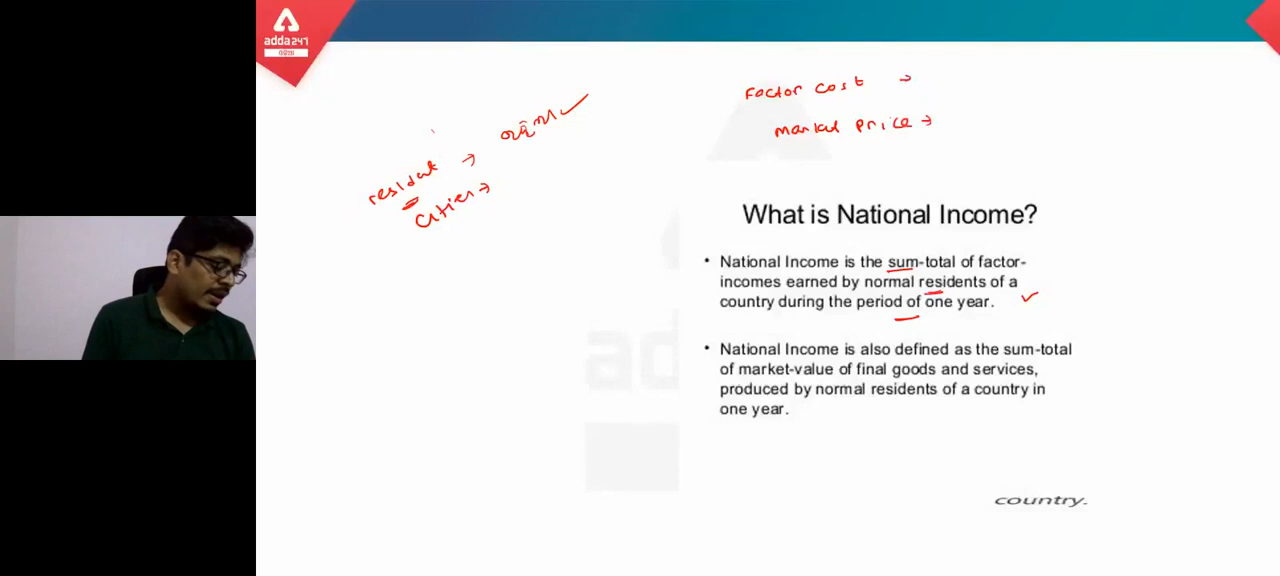 adda247
Factor cost →
market price →
resident →
What is National Income?
• National Income is the sum-total of factor-
incomes earned by normal residents of a
country during the period of one year.
• National Income is also defined as the sum-total
of market-value of final goods and services,
produced by normal residents of a country in
one year.
country.